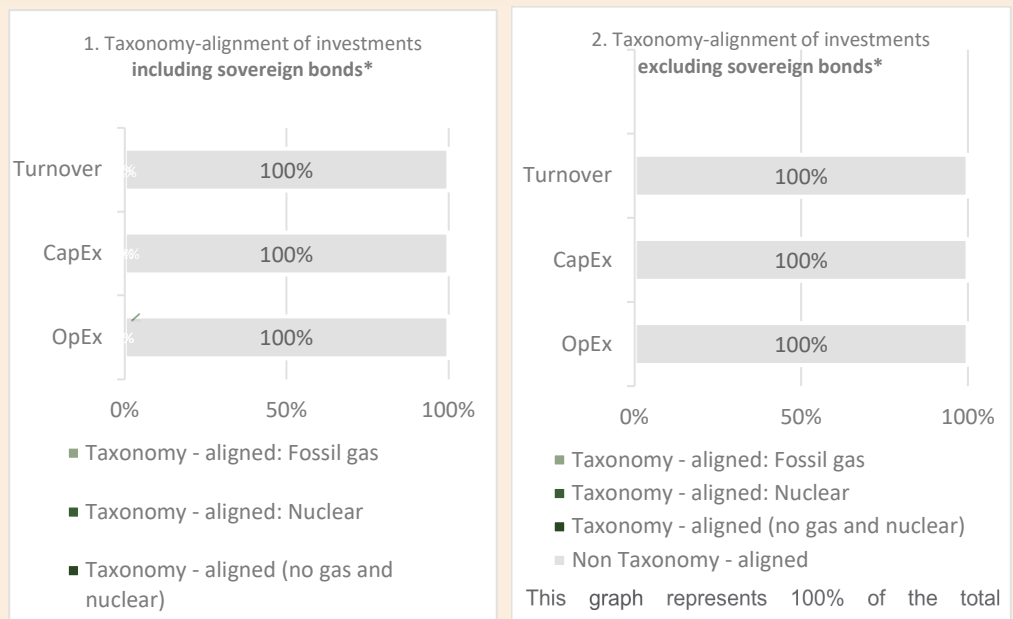 1. Taxonomy-alignment of investments
including sovereign bonds*
Turnover
%
100%
CapEx
%
100%
OpEx
%
100%
0% 50% 100%
■ Taxonomy - aligned: Fossil gas
■ Taxonomy - aligned: Nuclear
■ Taxonomy - aligned (no gas and
nuclear)
2. Taxonomy-alignment of investments
excluding sovereign bonds*
Turnover
100%
CapEx
100%
OpEx
100%
0% 50% 100%
■ Taxonomy - aligned: Fossil gas
■ Taxonomy - aligned: Nuclear
■ Taxonomy - aligned (no gas and nuclear)
■ Non Taxonomy - aligned
This graph represents 100% of the total